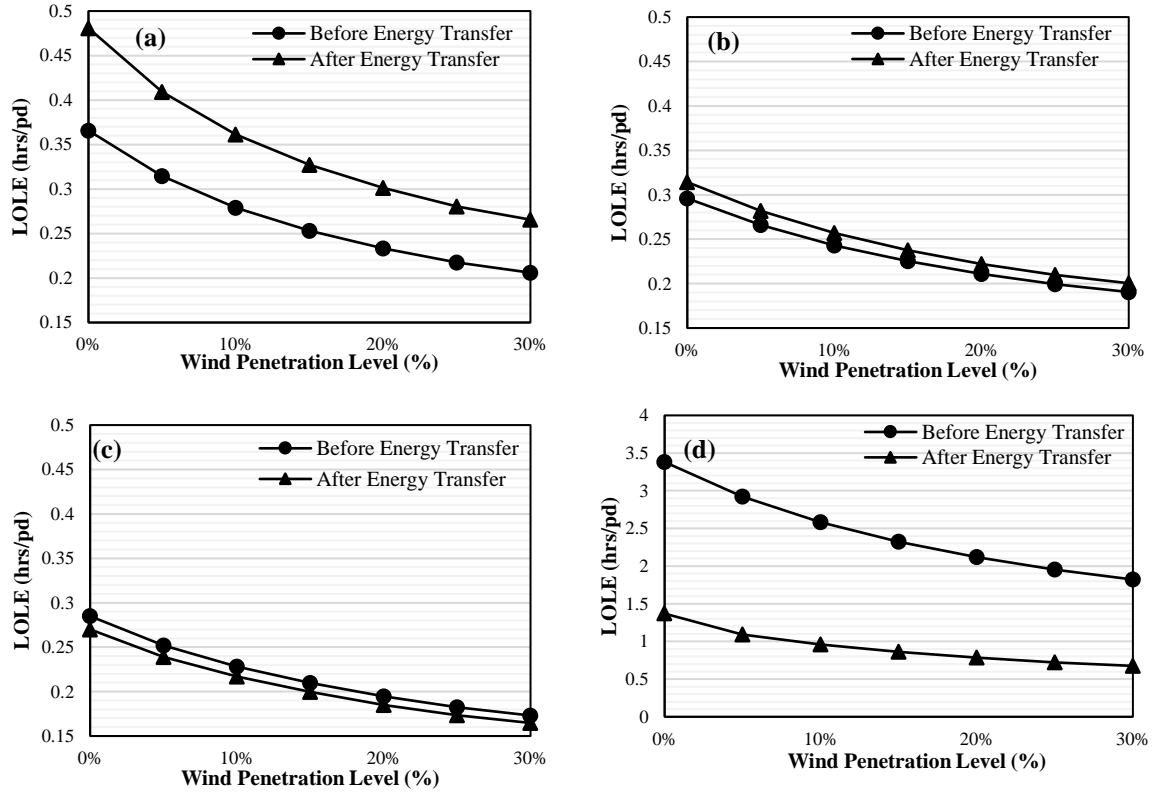 (a)
Before Energy Transfer
After Energy Transfer
LOLE (hrs/pd)
0.5
0.45
0.4
0.35
0.3
0.25
0.2
0.15
0% 10% 20% 30%
Wind Penetration Level (%)
(b)
Before Energy Transfer
After Energy Transfer
LOLE (hrs/pd)
0.5
0.45
0.4
0.35
0.3
0.25
0.2
0.15
0% 10% 20% 30%
Wind Penetration Level (%)
(c)
Before Energy Transfer
After Energy Transfer
LOLE (hrs/pd)
0.5
0.45
0.4
0.35
0.3
0.25
0.2
0.15
0% 10% 20% 30%
Wind Penetration Level (%)
(d)
Before Energy Transfer
After Energy Transfer
LOLE (hrs/pd)
4
3.5
3
2.5
2
1.5
1
0.5
0
0% 10% 20% 30%
Wind Penetration Level (%)